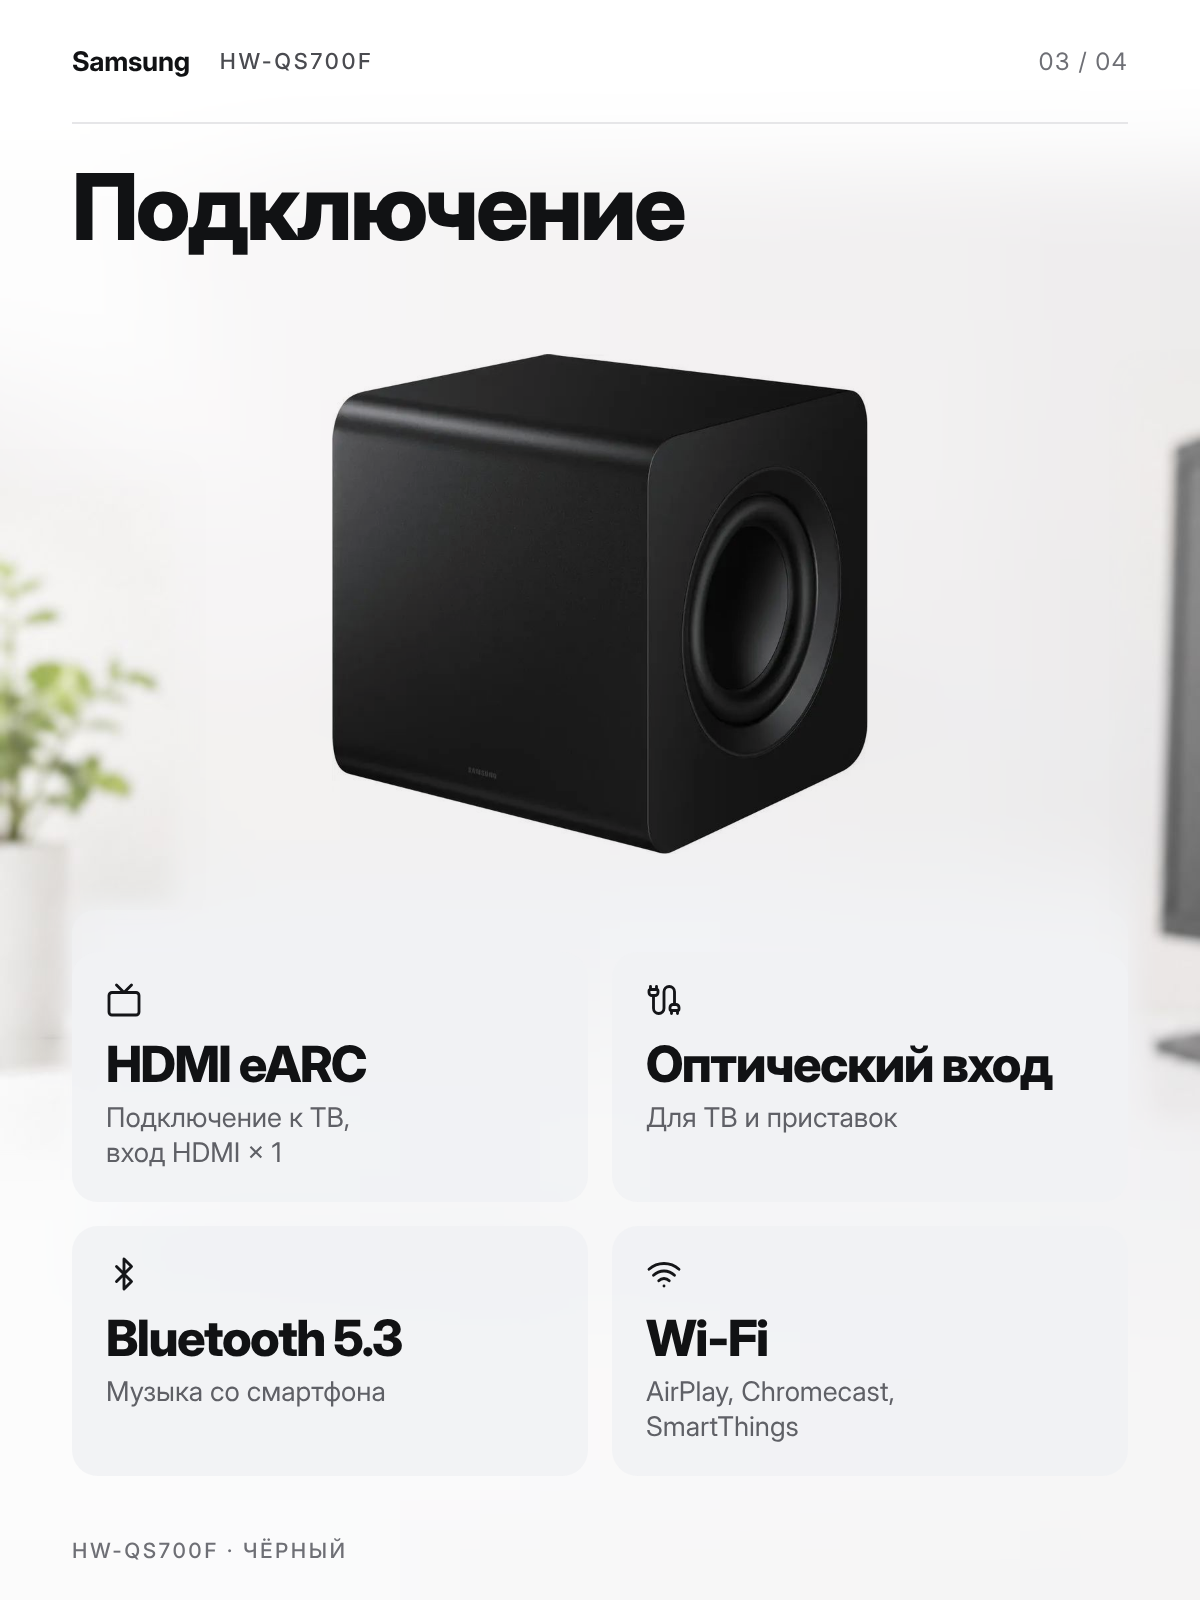 Samsung HW-QS700F 03 / 04
Подключение
SAMSUNG
HDMI eARC
Подключение к ТВ,
вход HDMI × 1
Оптический вход
Для ТВ и приставок
Bluetooth 5.3
Музыка со смартфона
Wi-Fi
AirPlay, Chromecast,
SmartThings
HW-QS700F · ЧЁРНЫЙ